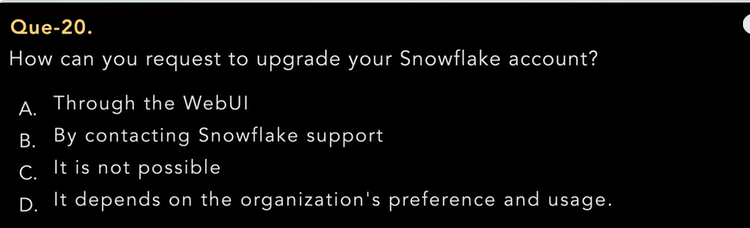 Que-20.
How can you request to upgrade your Snowflake account?
A. Through the WebUI
B. By contacting Snowflake support
C. It is not possible
D. It depends on the organization's preference and usage.